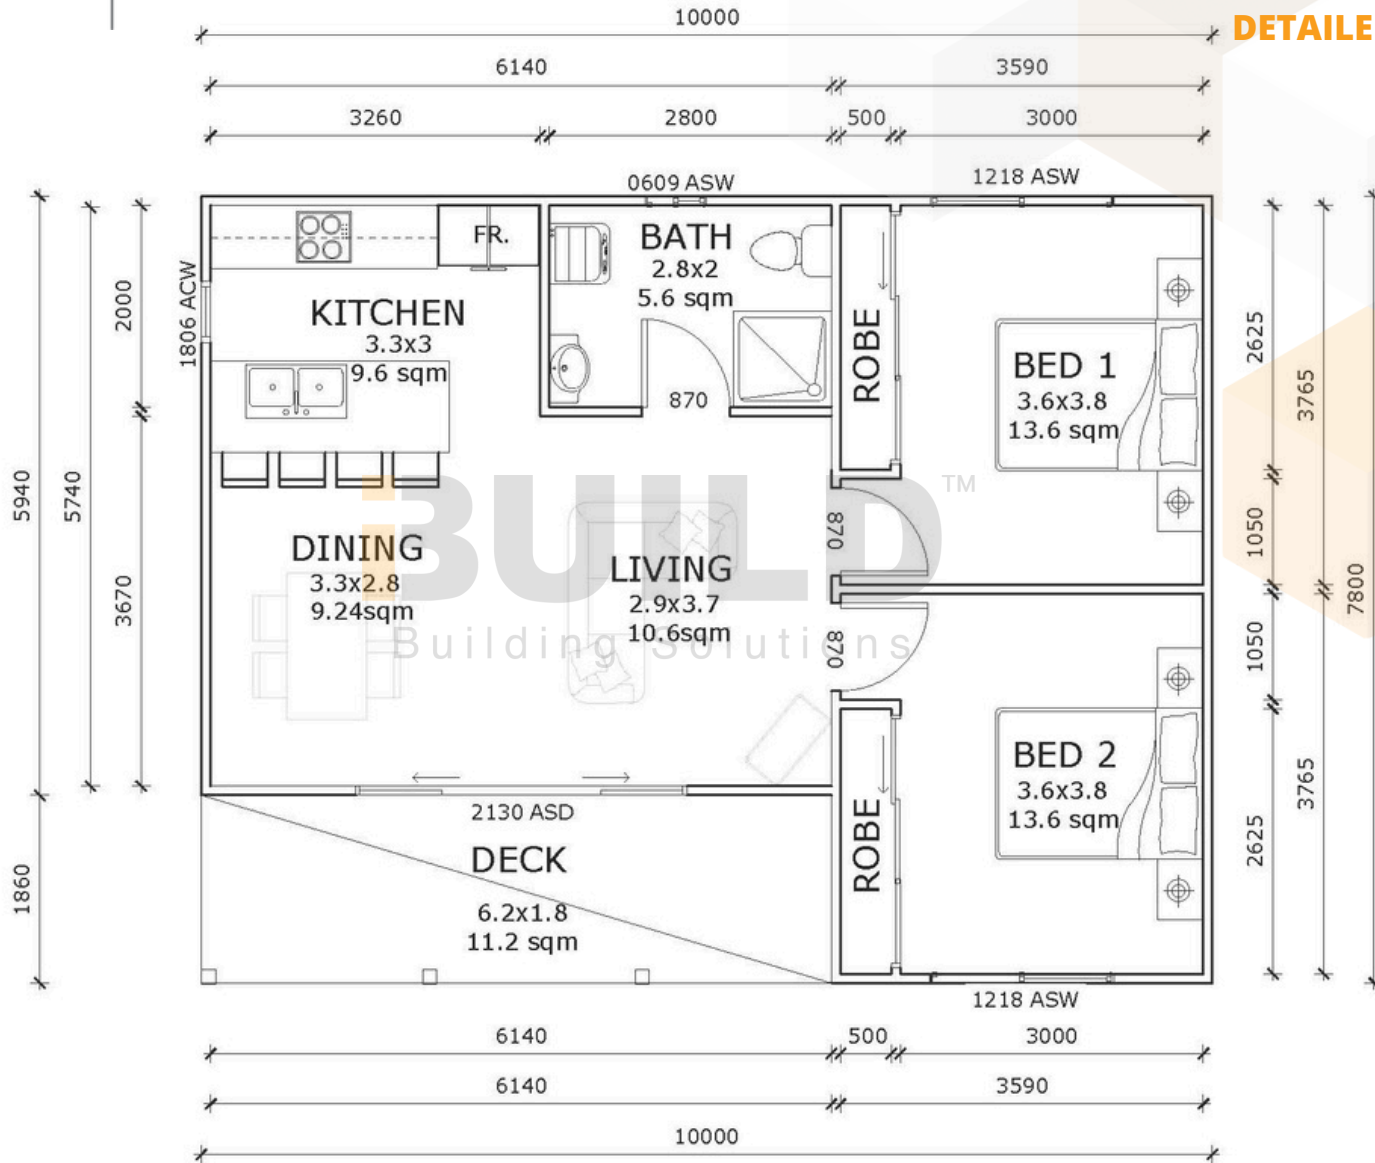 10000
DETAILE
6140
3590
3260
2800
500
3000
0609 ASW
1218 ASW
FR.
BATH
2.8x2
5.6 sqm
1806 ACW
2000
KITCHEN
3.3x3
9.6 sqm
870
ROBE
BED 1
3.6x3.8
13.6 sqm
2625
3765
5940
5740
iBUILD™
Building Solutions
DINING
3.3x2.8
9.24sqm
LIVING
2.9x3.7
10.6sqm
870
870
1050
1050
7800
3670
2130 ASD
DECK
6.2x1.8
11.2 sqm
1860
ROBE
BED 2
3.6x3.8
13.6 sqm
2625
3765
1218 ASW
6140
500
3000
6140
3590
10000